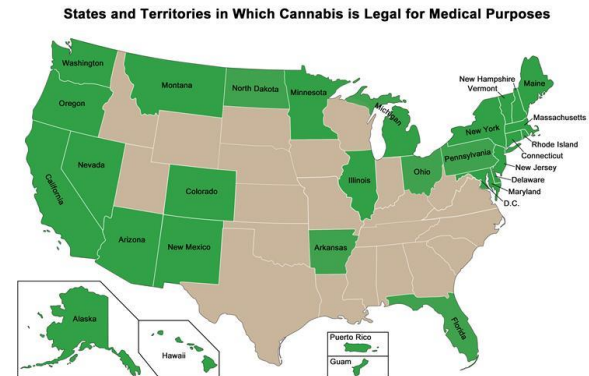 States and Territories in Which Cannabis is Legal for Medical Purposes
Washington
Montana
North Dakota
Minnesota
Michigan
New Hampshire
Vermont
Maine
Oregon
Massachusetts
New York
Rhode Island
Connecticut
Pennsylvania
New Jersey
Nevada
Ohio
Delaware
Illinois
Maryland
California
Colorado
D.C.
Arizona
New Mexico
Arkansas
Alaska
Florida
Puerto Rico
Hawaii
Guam